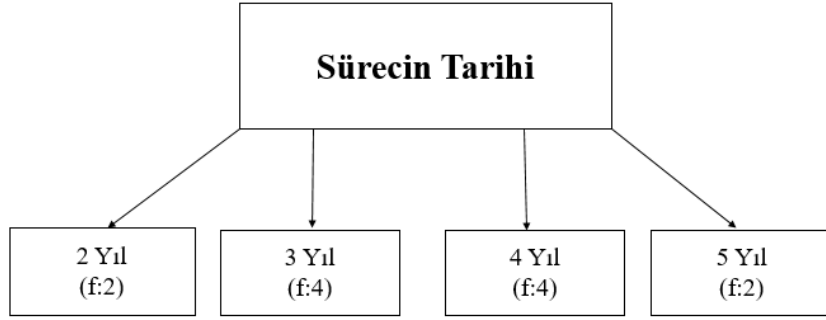 Sürecin Tarihi
2 Yıl
(f:2)
3 Yıl
(f:4)
4 Yıl
(f:4)
5 Yıl
(f:2)